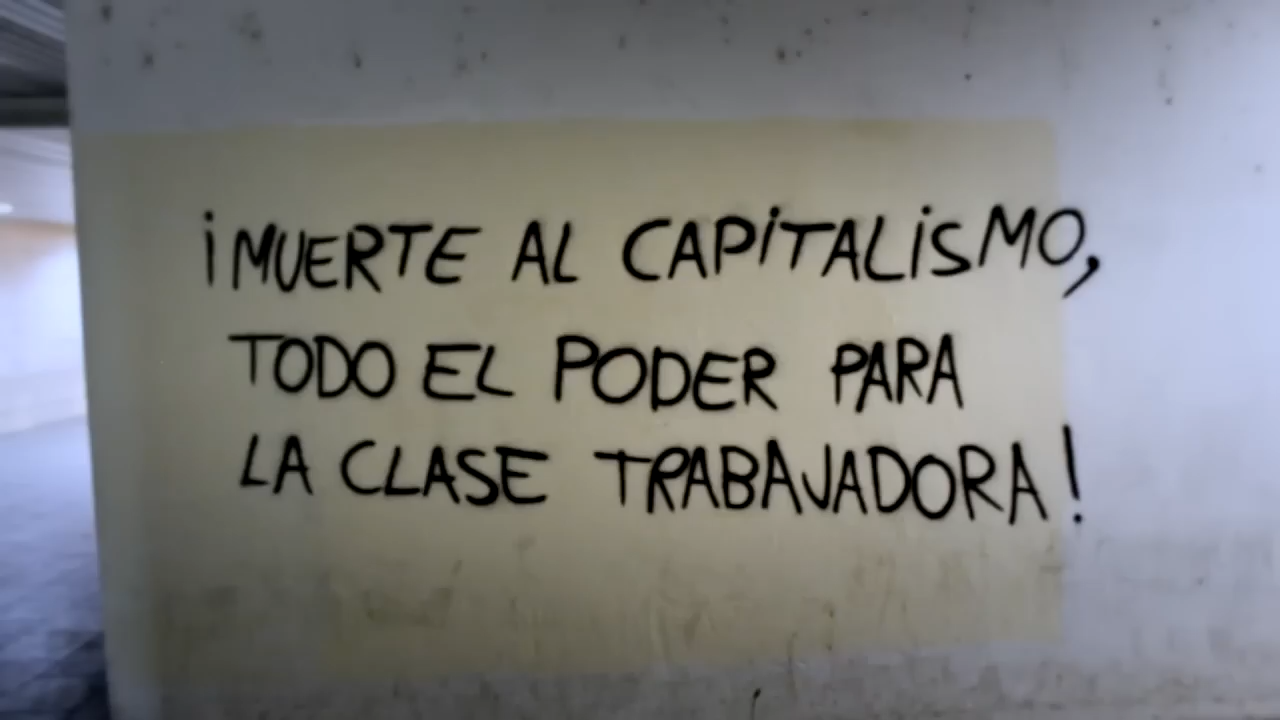 ¡MUERTE AL CAPITALISMO,
TODO EL PODER PARA
LA CLASE TRABAJADORA!